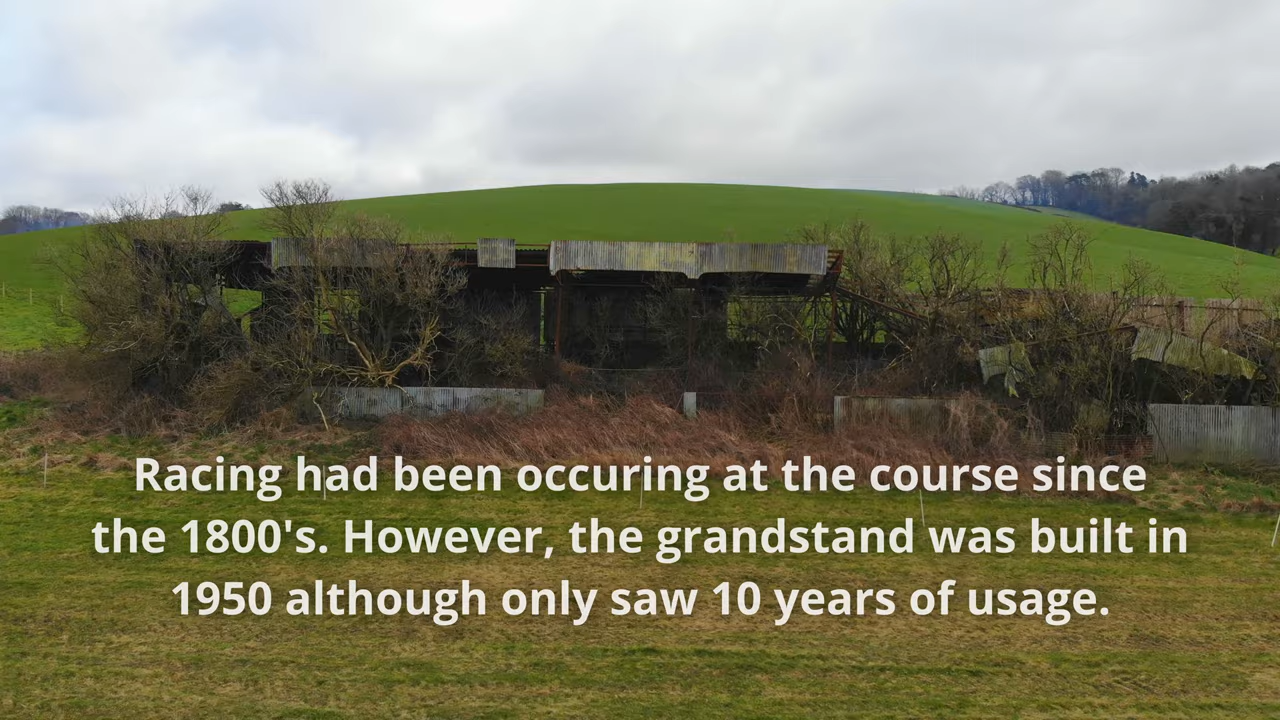 Racing had been occuring at the course since
the 1800's. However, the grandstand was built in
1950 although only saw 10 years of usage.